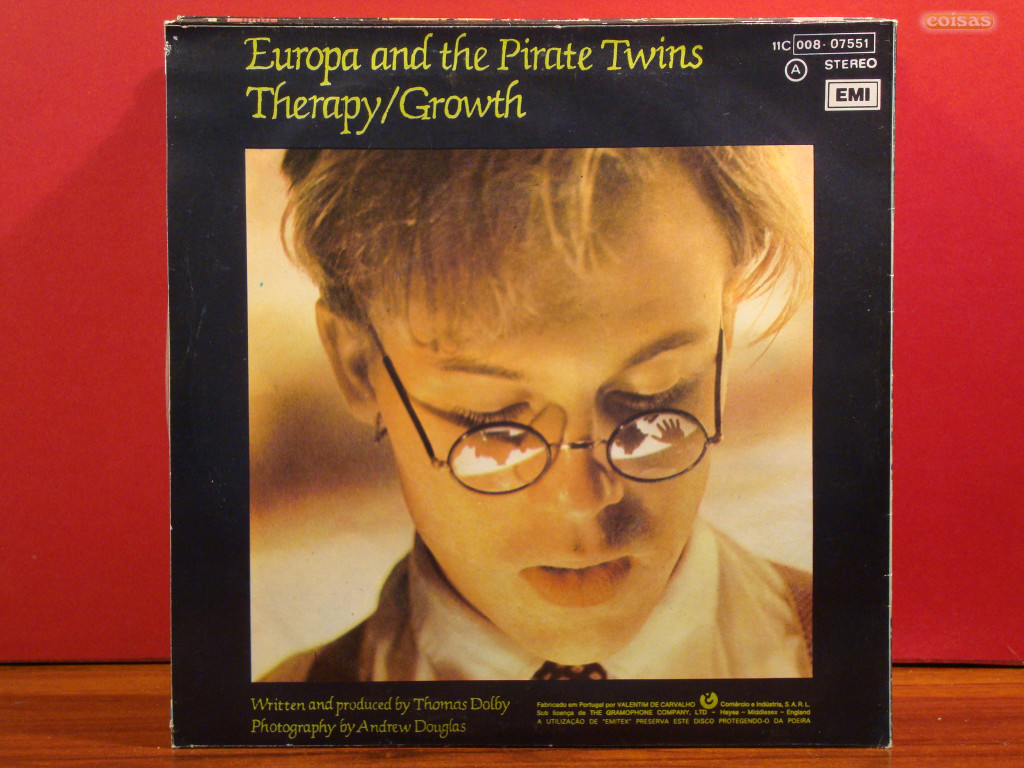 coisas
Europa and the Pirate Twins
Therapy/Growth
11C 008-07551
A STEREO
EMI
Written and produced by Thomas Dolby
Photography by Andrew Douglas
Fabricado em Portugal por VALENTIM DE CARVALHO Comércio e Indústria, S.A.R.L.
Sub licença de THE GRAMOPHONE COMPANY, LTD – Hayes – Middlesex – England
A UTILIZAÇÃO DE "EMITEX" PRESERVA ESTE DISCO PROTEGENDO-O DA POEIRA